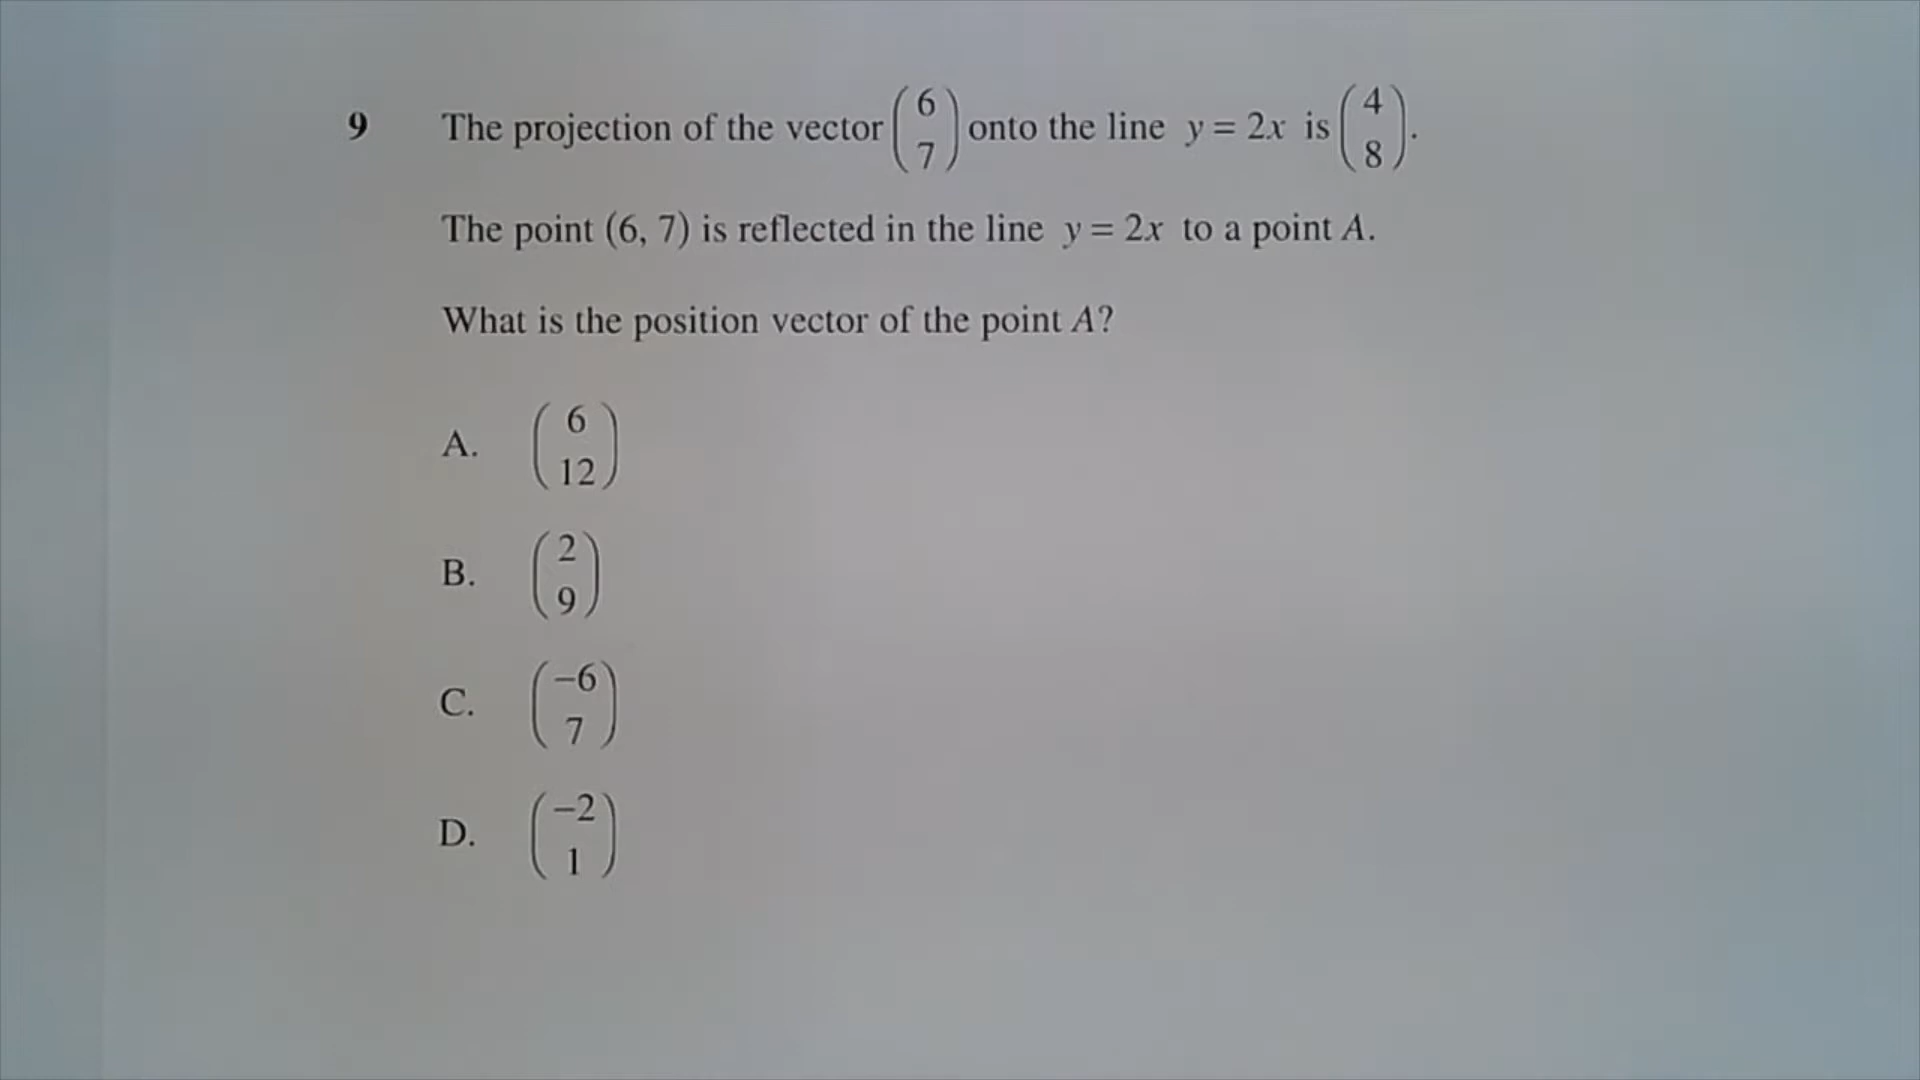 9 The projection of the vector (6 7) onto the line y = 2x is (4 8).
The point (6, 7) is reflected in the line y = 2x to a point A.
What is the position vector of the point A?
A. (6 12)
B. (2 9)
C. (−6 7)
D. (−2 1)